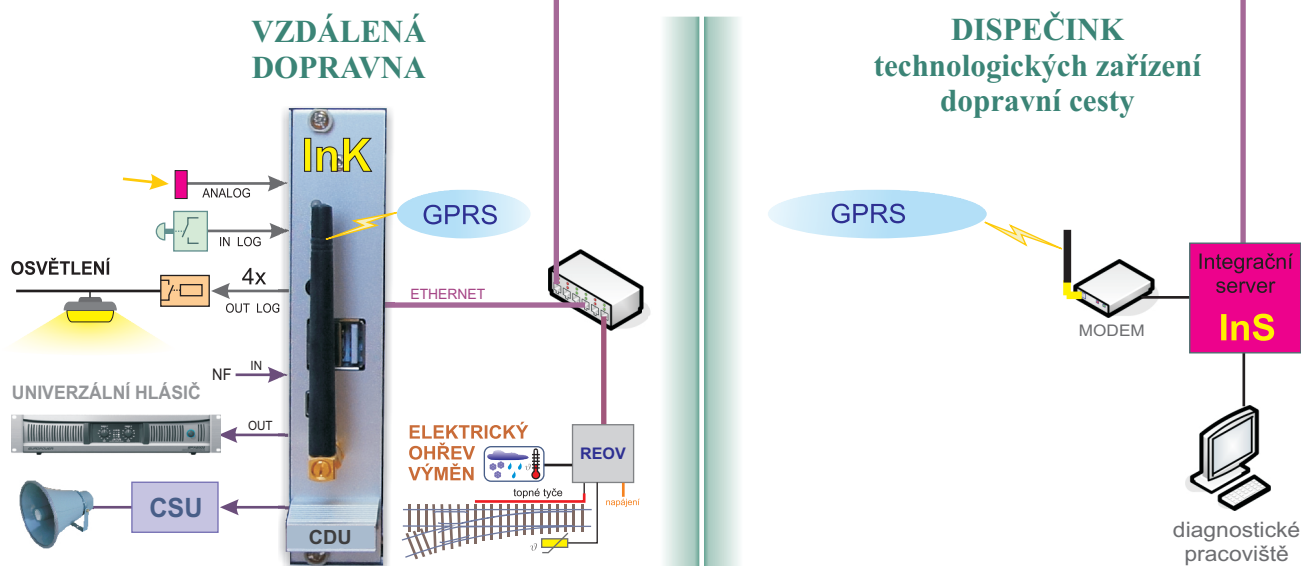 VZDÁLENÁ
DOPRAVNA
InK
ANALOG
GPRS
IN LOG
OSVĚTLENÍ
4x
OUT LOG
ETHERNET
NF
IN
UNIVERZÁLNÍ HLÁSIČ
OUT
ELEKTRICKÝ
OHŘEV
VÝMĚN
ϑ
REOV
topné tyče
napájení
CSU
CDU
ϑ
DISPEČINK
technologických zařízení
dopravní cesty
GPRS
Integrační
server
InS
MODEM
diagnostické
pracoviště